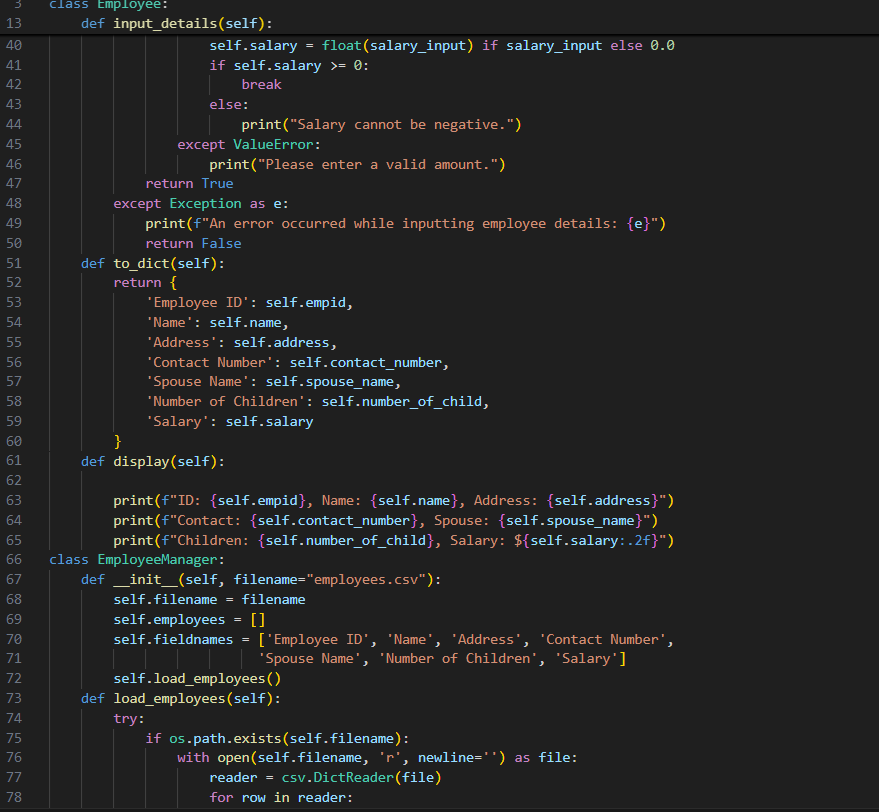 3 class Employee:
13     def input_details(self):
40                     self.salary = float(salary_input) if salary_input else 0.0
41                     if self.salary >= 0:
42                         break
43                     else:
44                         print("Salary cannot be negative.")
45                 except ValueError:
46                     print("Please enter a valid amount.")
47             return True
48         except Exception as e:
49             print(f"An error occurred while inputting employee details: {e}")
50             return False
51     def to_dict(self):
52         return {
53             'Employee ID': self.empid,
54             'Name': self.name,
55             'Address': self.address,
56             'Contact Number': self.contact_number,
57             'Spouse Name': self.spouse_name,
58             'Number of Children': self.number_of_child,
59             'Salary': self.salary
60         }
61     def display(self):
62
63         print(f"ID: {self.empid}, Name: {self.name}, Address: {self.address}")
64         print(f"Contact: {self.contact_number}, Spouse: {self.spouse_name}")
65         print(f"Children: {self.number_of_child}, Salary: ${self.salary:.2f}")
66 class EmployeeManager:
67     def __init__(self, filename="employees.csv"):
68         self.filename = filename
69         self.employees = []
70         self.fieldnames = ['Employee ID', 'Name', 'Address', 'Contact Number',
71                           'Spouse Name', 'Number of Children', 'Salary']
72         self.load_employees()
73     def load_employees(self):
74         try:
75             if os.path.exists(self.filename):
76                 with open(self.filename, 'r', newline='') as file:
77                     reader = csv.DictReader(file)
78                     for row in reader: